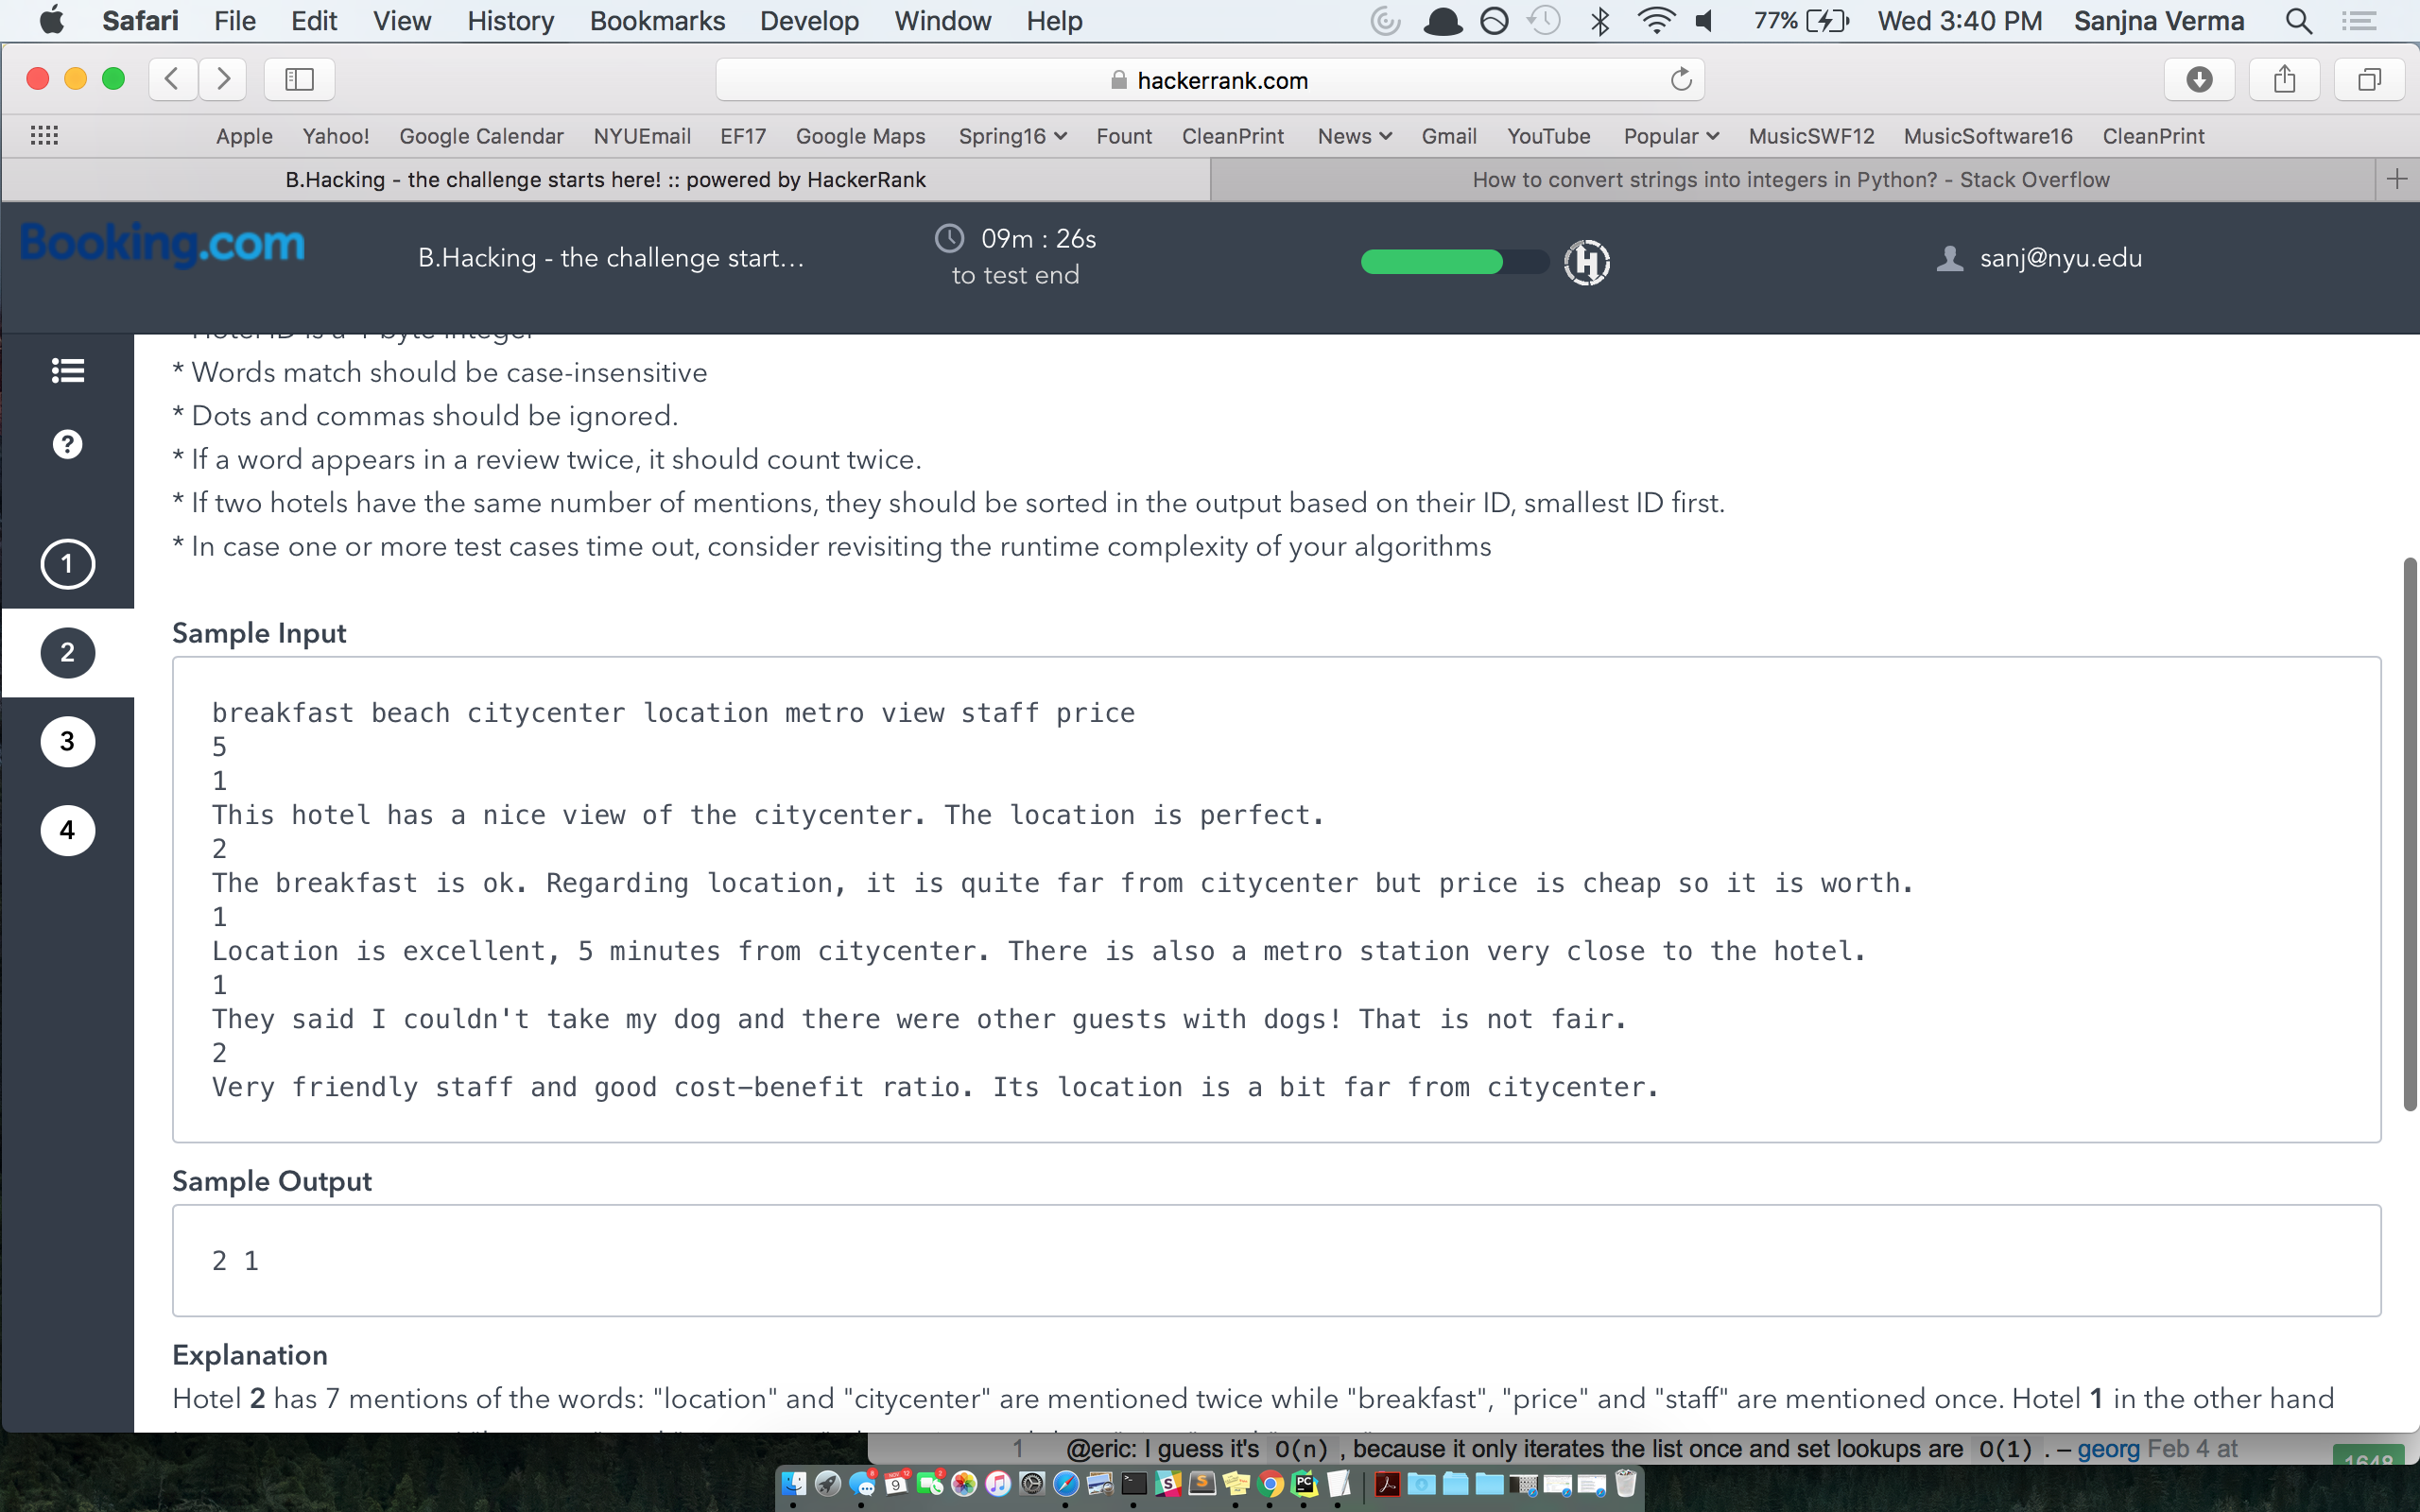 Safari File Edit View History Bookmarks Develop Window Help 77% Wed 3:40 PM Sanjna Verma
hackerrank.com
Apple Yahoo! Google Calendar NYUEmail EF17 Google Maps Spring16 Fount CleanPrint News Gmail YouTube Popular MusicSWF12 MusicSoftware16 CleanPrint
B.Hacking - the challenge starts here! :: powered by HackerRank How to convert strings into integers in Python? - Stack Overflow
Booking.com B.Hacking - the challenge start... 09m : 26s H sanj@nyu.edu
to test end
* Hotel ID is a 4-byte integer
* Words match should be case-insensitive
* Dots and commas should be ignored.
?
* If a word appears in a review twice, it should count twice.
* If two hotels have the same number of mentions, they should be sorted in the output based on their ID, smallest ID first.
* In case one or more test cases time out, consider revisiting the runtime complexity of your algorithms
1
2
3
4
Sample Input
breakfast beach citycenter location metro view staff price
5
1
This hotel has a nice view of the citycenter. The location is perfect.
2
The breakfast is ok. Regarding location, it is quite far from citycenter but price is cheap so it is worth.
1
Location is excellent, 5 minutes from citycenter. There is also a metro station very close to the hotel.
1
They said I couldn't take my dog and there were other guests with dogs! That is not fair.
2
Very friendly staff and good cost-benefit ratio. Its location is a bit far from citycenter.
Sample Output
2 1
Explanation
Hotel 2 has 7 mentions of the words: "location" and "citycenter" are mentioned twice while "breakfast", "price" and "staff" are mentioned once. Hotel 1 in the other hand
1 @eric: I guess it's O(n) , because it only iterates the list once and set lookups are O(1) . – georg Feb 4 at
1648